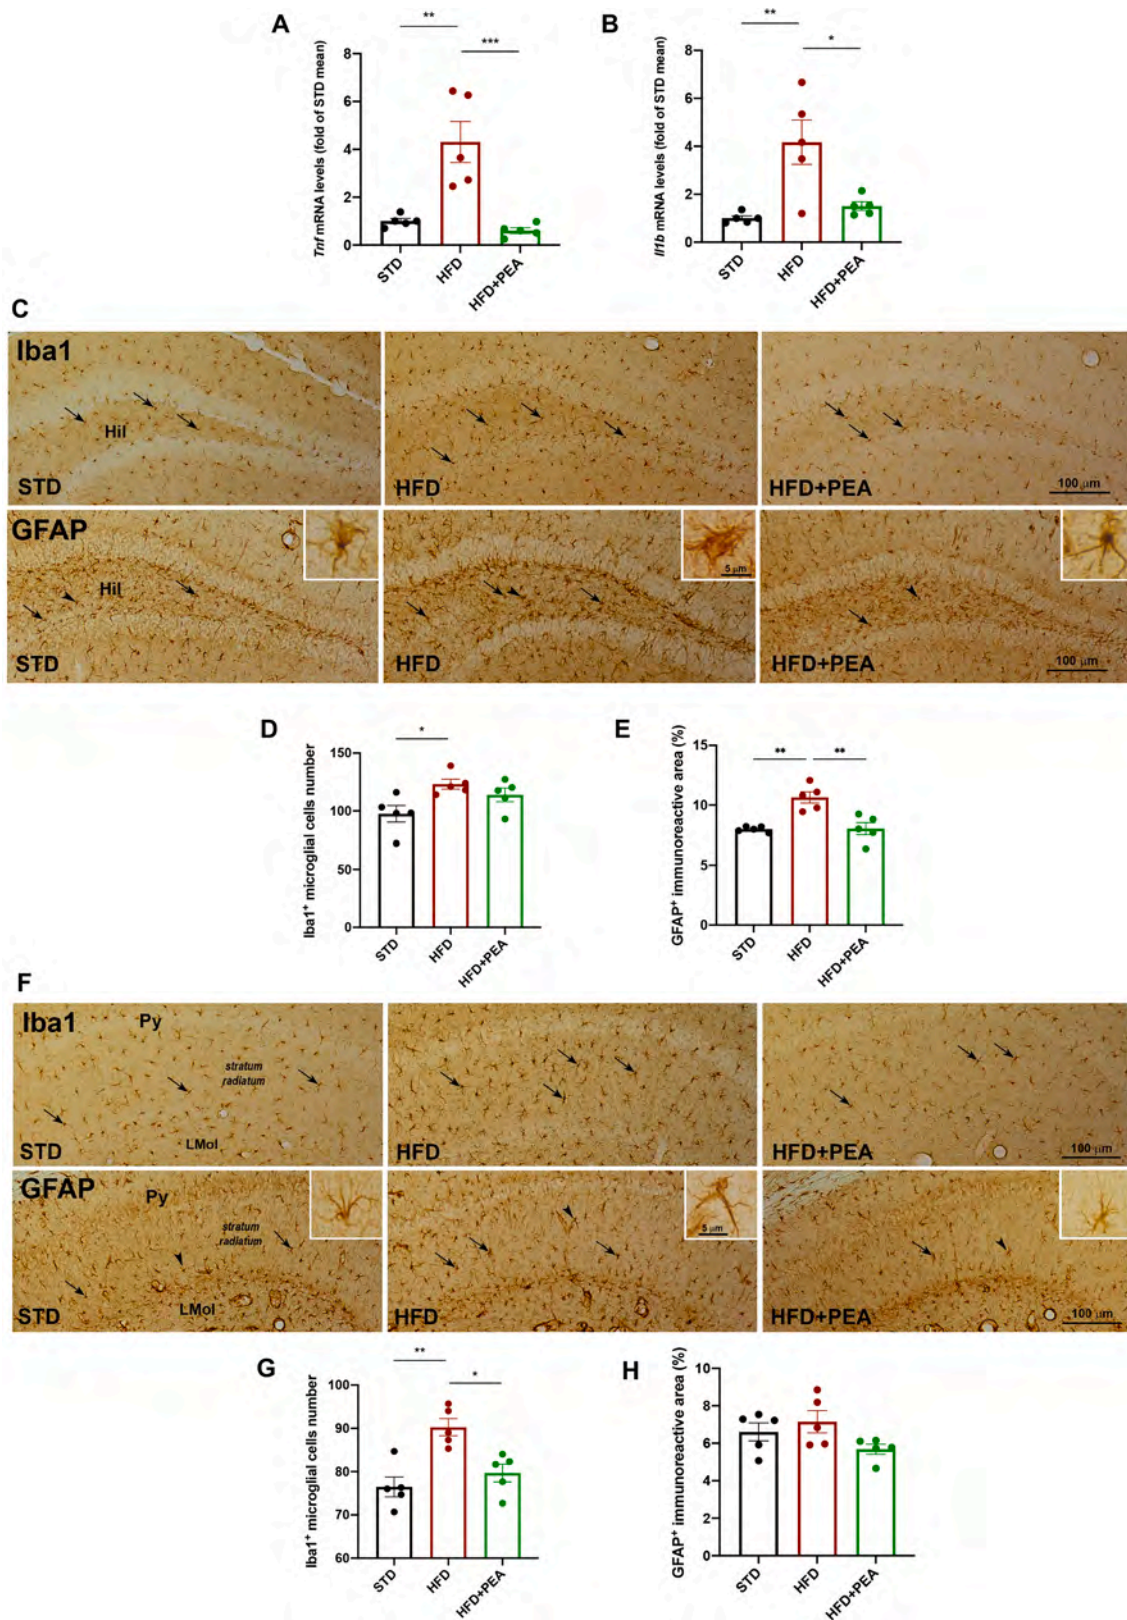 A
**
***
Tnf mRNA levels (fold of STD mean)
8
6
4
2
0
STD
HFD
HFD+PEA
B
**
*
Il1b mRNA levels (fold of STD mean)
8
6
4
2
0
STD
HFD
HFD+PEA
C
Iba1
Hil
STD
HFD
HFD+PEA
100 µm
GFAP
Hil
STD
5 µm
HFD
HFD+PEA
100 µm
D
*
Iba1+ microglial cells number
150
100
50
0
STD
HFD
HFD+PEA
E
**
**
GFAP+ immunoreactive area (%)
15
10
5
0
STD
HFD
HFD+PEA
F
Iba1
Py
stratum
radiatum
LMol
STD
HFD
HFD+PEA
100 µm
GFAP
Py
stratum
radiatum
LMol
STD
5 µm
HFD
HFD+PEA
100 µm
G
**
*
Iba1+ microglial cells number
100
90
80
70
60
STD
HFD
HFD+PEA
H
GFAP+ immunoreactive area (%)
10
8
6
4
2
0
STD
HFD
HFD+PEA